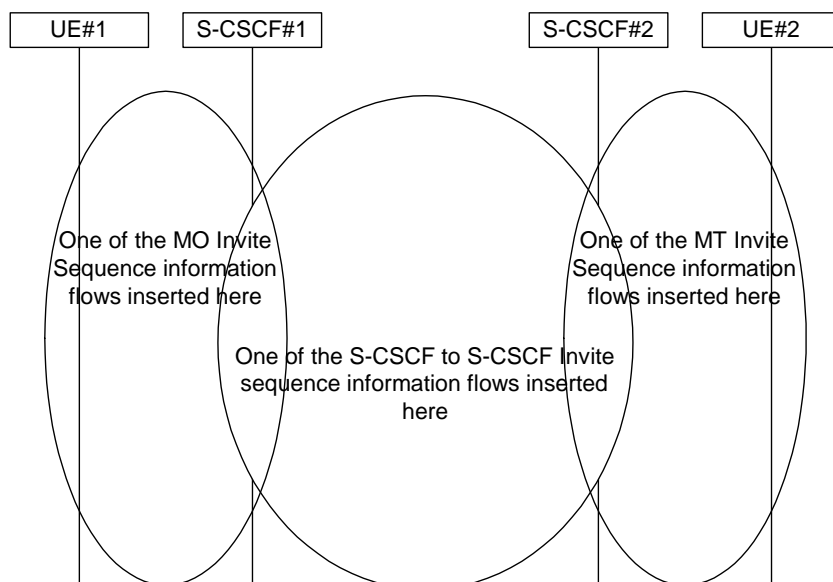 UE#1
S-CSCF#1
S-CSCF#2
UE#2
One of the MO Invite
Sequence information
flows inserted here
One of the MT Invite
Sequence information
flows inserted here
One of the S-CSCF to S-CSCF Invite
sequence information flows inserted
here